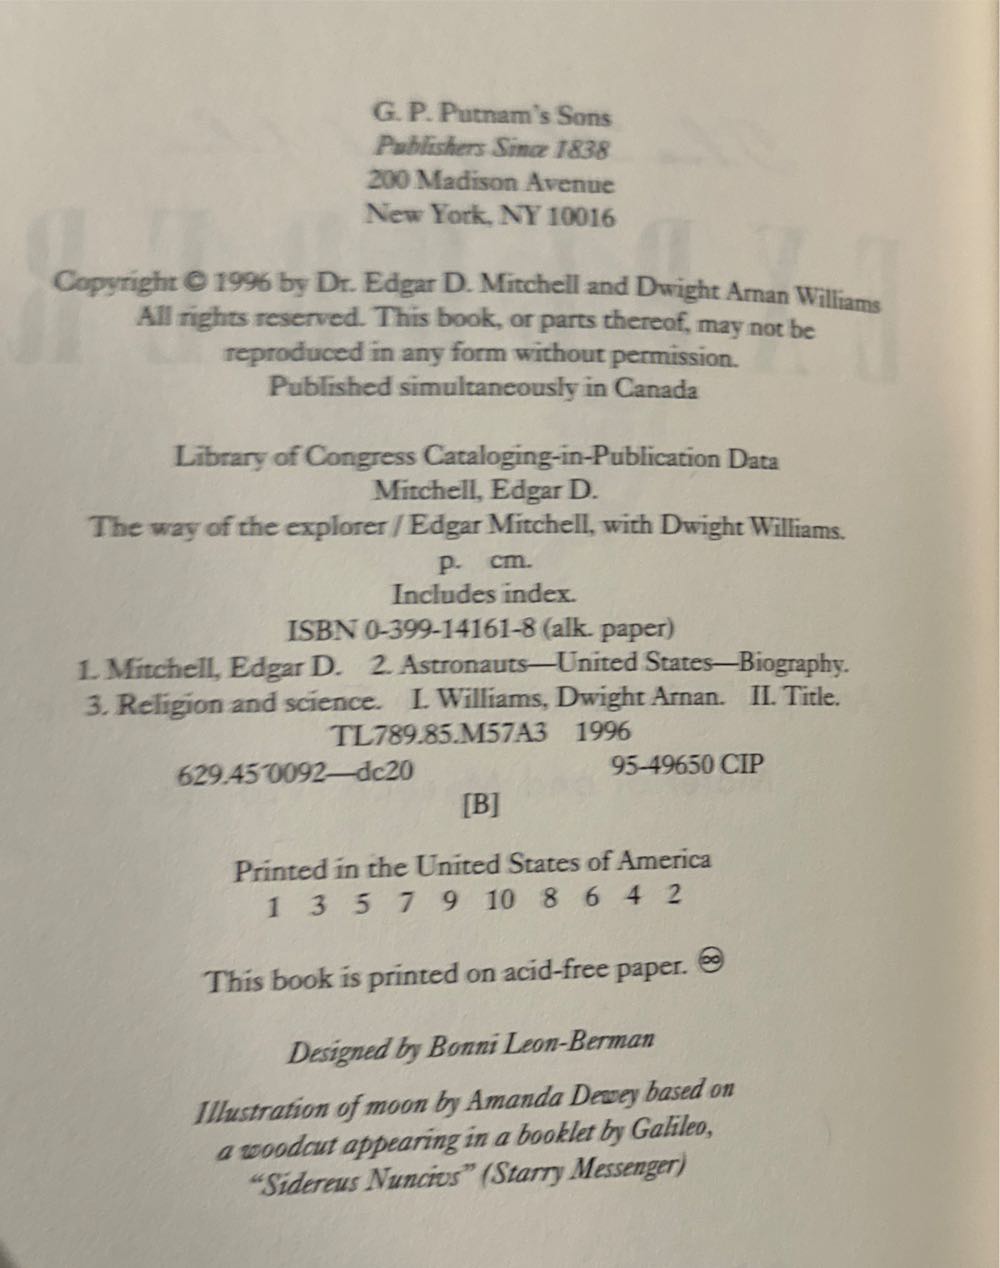 G. P. Putnam's Sons
Publishers Since 1838
200 Madison Avenue
New York, NY 10016
Copyright © 1996 by Dr. Edgar D. Mitchell and Dwight Arnan Williams
All rights reserved. This book, or parts thereof, may not be
reproduced in any form without permission.
Published simultaneously in Canada
Library of Congress Cataloging-in-Publication Data
Mitchell, Edgar D.
The way of the explorer / Edgar Mitchell, with Dwight Williams.
p. cm.
Includes index.
ISBN 0-399-14161-8 (alk. paper)
1. Mitchell, Edgar D. 2. Astronauts—United States—Biography.
3. Religion and science. I. Williams, Dwight Arnan. II. Title.
TL789.85.M57A3 1996
629.45´0092—dc20 95-49650 CIP
[B]
Printed in the United States of America
1 3 5 7 9 10 8 6 4 2
This book is printed on acid-free paper. ♾
Designed by Bonni Leon-Berman
Illustration of moon by Amanda Dewey based on
a woodcut appearing in a booklet by Galileo,
"Sidereus Nuncivs" (Starry Messenger)